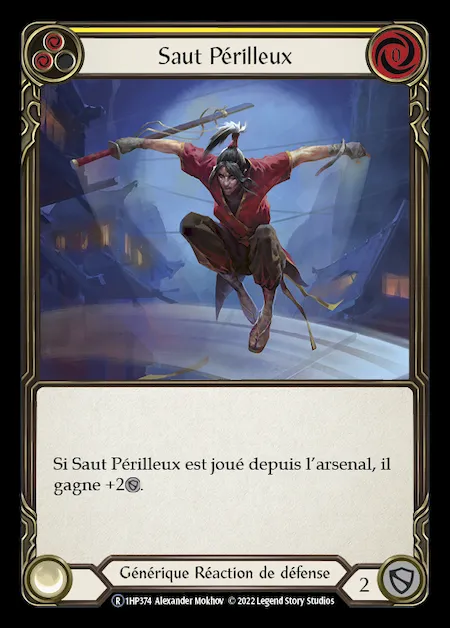 0
Saut Périlleux
Si Saut Périlleux est joué depuis l'arsenal, il
gagne +2.
Générique Réaction de défense
2
R 1HP374 Alexander Mokhov © 2022 Legend Story Studios